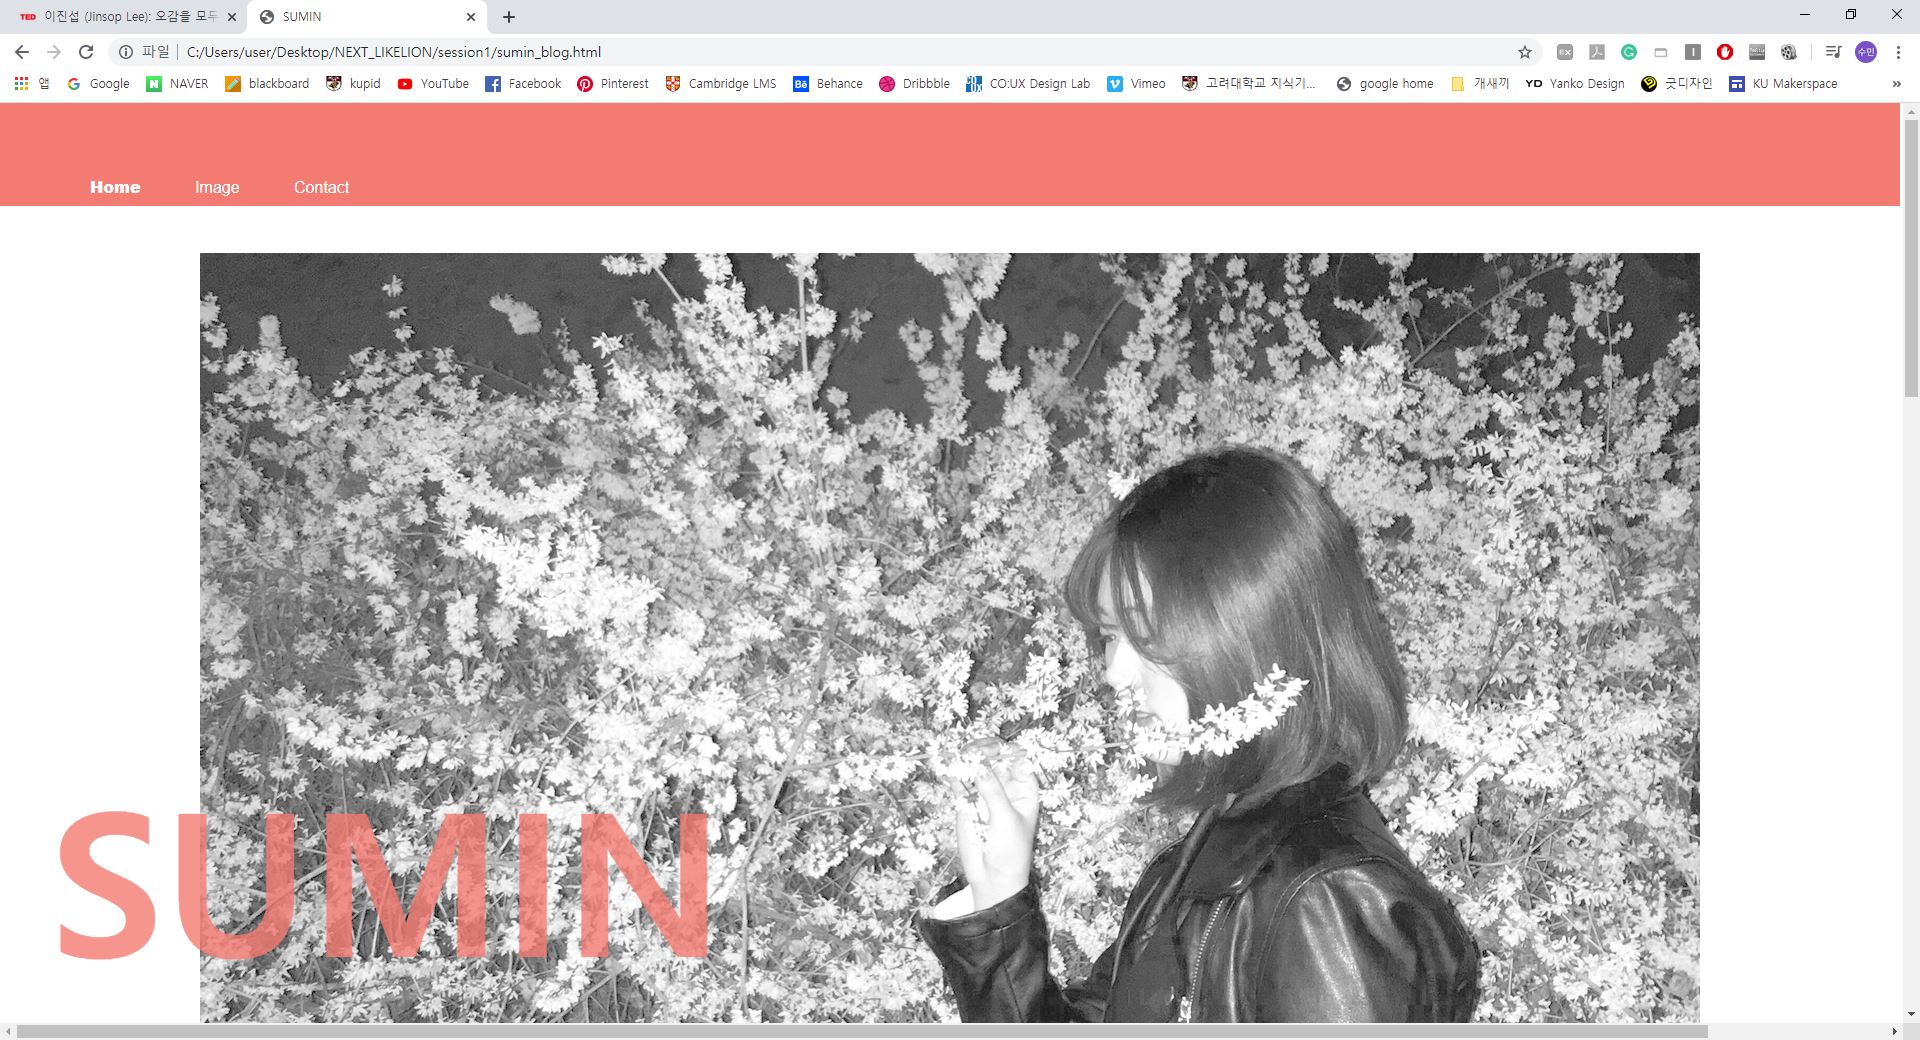 TED 이진섭 (Jinsop Lee): 오감을 모두
SUMIN
파일 C:/Users/user/Desktop/NEXT_LIKELION/session1/sumin_blog.html
수민
앱 Google NAVER blackboard kupid YouTube Facebook Pinterest Cambridge LMS Behance Dribbble CO:UX Design Lab Vimeo 고려대학교 지식기... google home 개새끼 YD Yanko Design 굿디자인 KU Makerspace
Home Image Contact
SUMIN